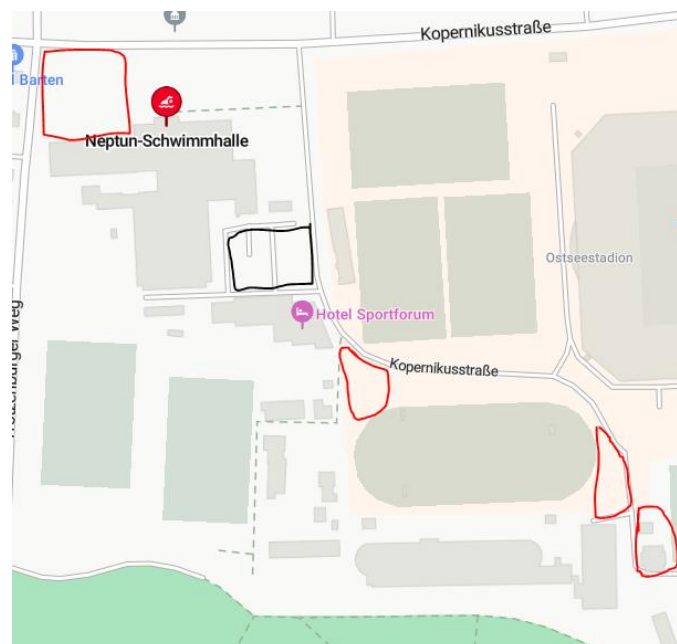 Kopernikusstraße
i Barten
Neptun-Schwimmhalle
Ostseestadion
Hotel Sportforum
Kopernikusstraße
Weg